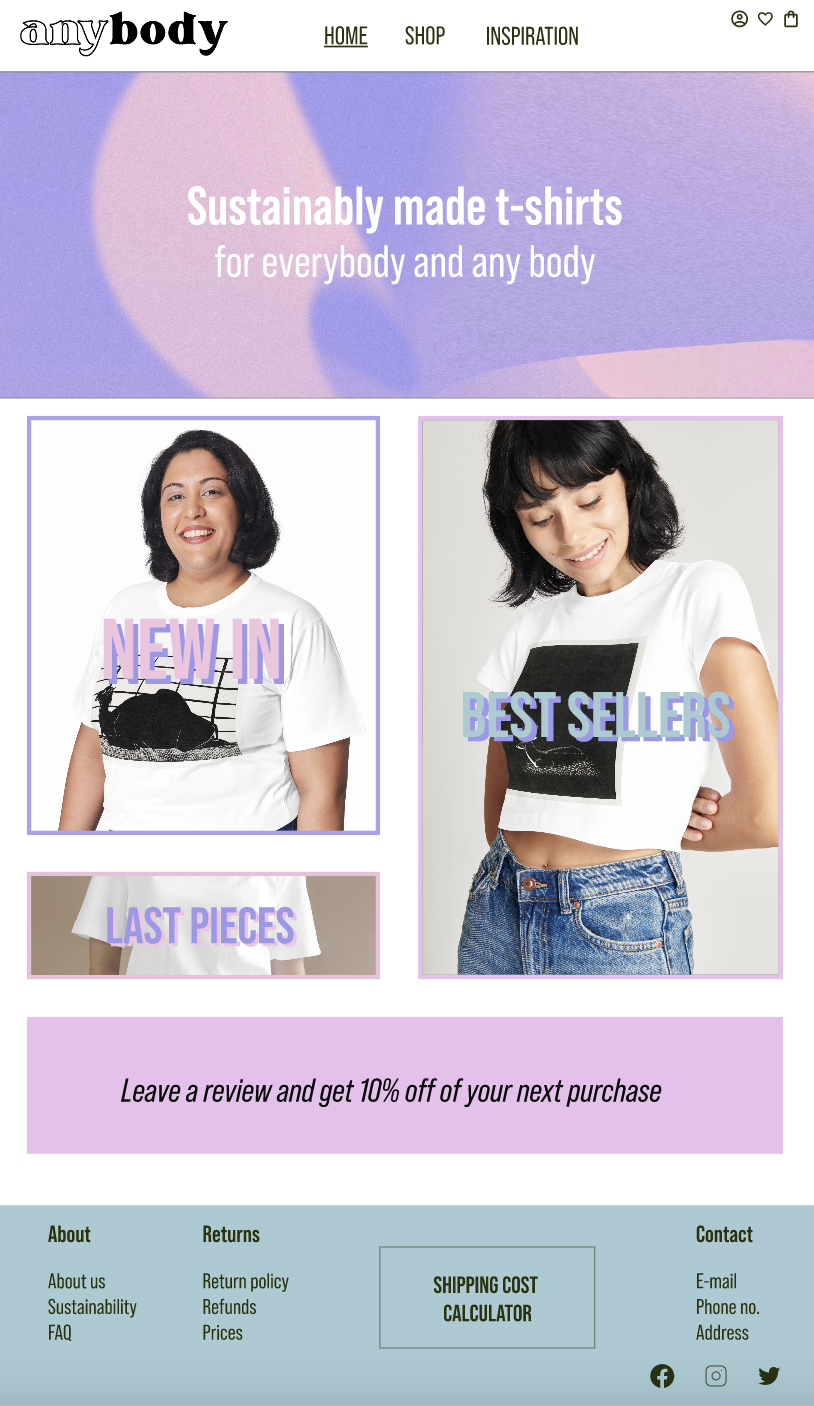 anybody
HOME SHOP INSPIRATION
Sustainably made t-shirts
for everybody and any body
NEW IN
BEST SELLERS
LAST PIECES
Leave a review and get 10% off of your next purchase
About
About us
Sustainability
FAQ
Returns
Return policy
Refunds
Prices
SHIPPING COST
CALCULATOR
Contact
E-mail
Phone no.
Address